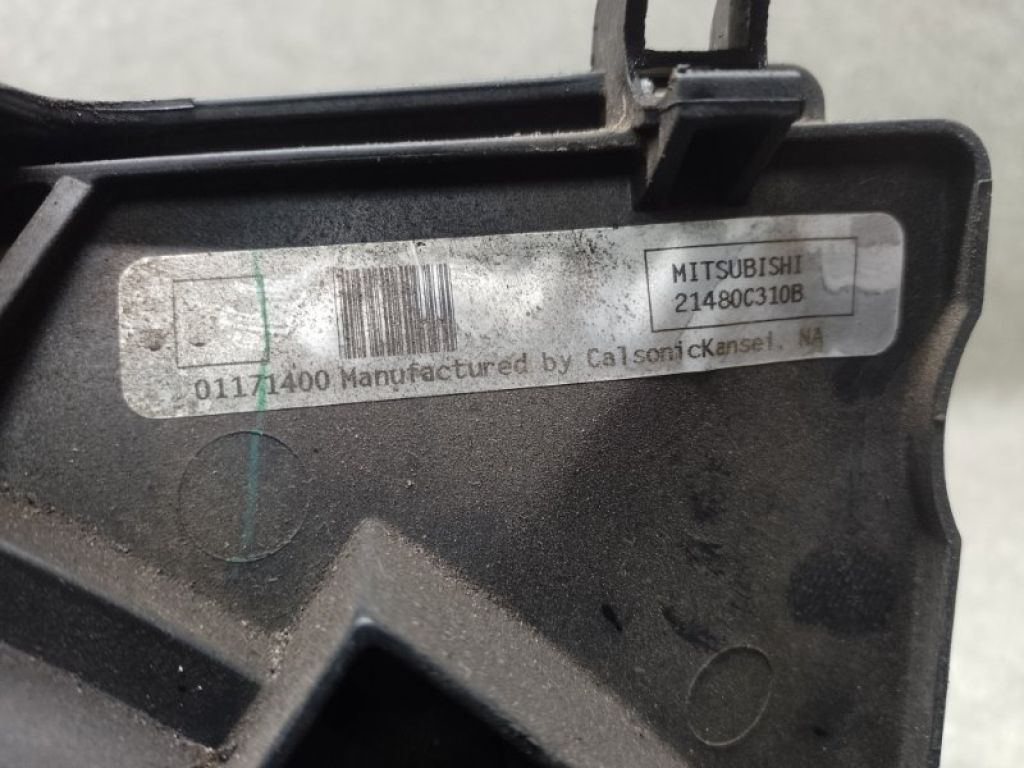 MITSUBISHI
21480C310B
01171400 Manufactured by CalsonicKansei, NA